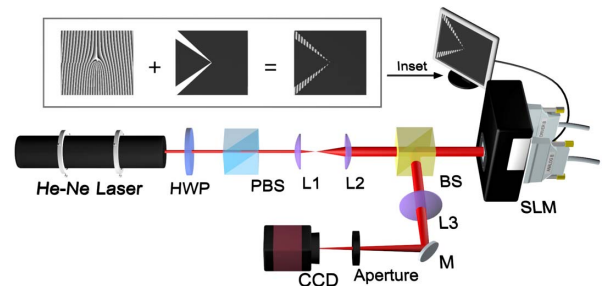 +
=
Inset
He-Ne Laser
HWP
PBS
L1
L2
BS
SLM
L3
M
CCD
Aperture